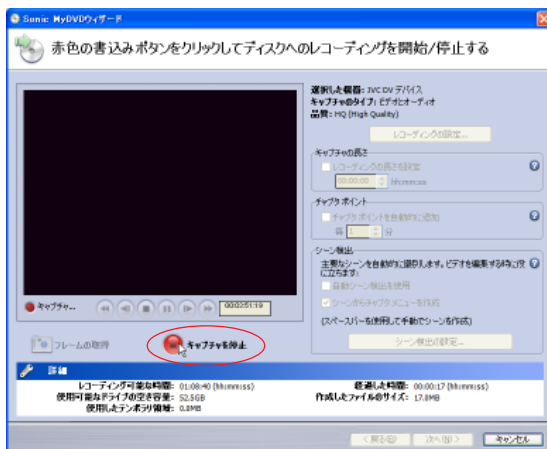 Sonic MyDVDウィザード
赤色の書込みボタンをクリックしてディスクへのレコーディングを開始/停止する
選択した機器: JVC DV デバイス
キャプチャのタイプ: ビデオとオーディオ
品質: HQ (High Quality)
レコーディングの設定...
キャプチャの長さ
レコーディングの長さを設定
00:00:00 hh:mm:ss
チャプタ ポイント
チャプタ ポイントを自動的に追加
毎 1 分
シーン検出
主要なシーンを自動的に識別します。ビデオを編集する時に役に立ちます:
自動シーン検出を使用
シーンからチャプタ メニューを作成
(スペースバーを使用して手動でシーンを作成)
シーン検出の設定...
キャプチャ... 00:02:51:19
フレームの取得 キャプチャを停止
詳細
レコーディング可能な時間: 01:08:40 (hh:mm:ss)
使用可能なドライブの空き容量: 52.5GB
使用したテンポラリ領域: 0.0MB
経過した時間: 00:00:17 (hh:mm:ss)
作成したファイルのサイズ: 17.8MB
< 戻る(B) 次へ(N) > キャンセル